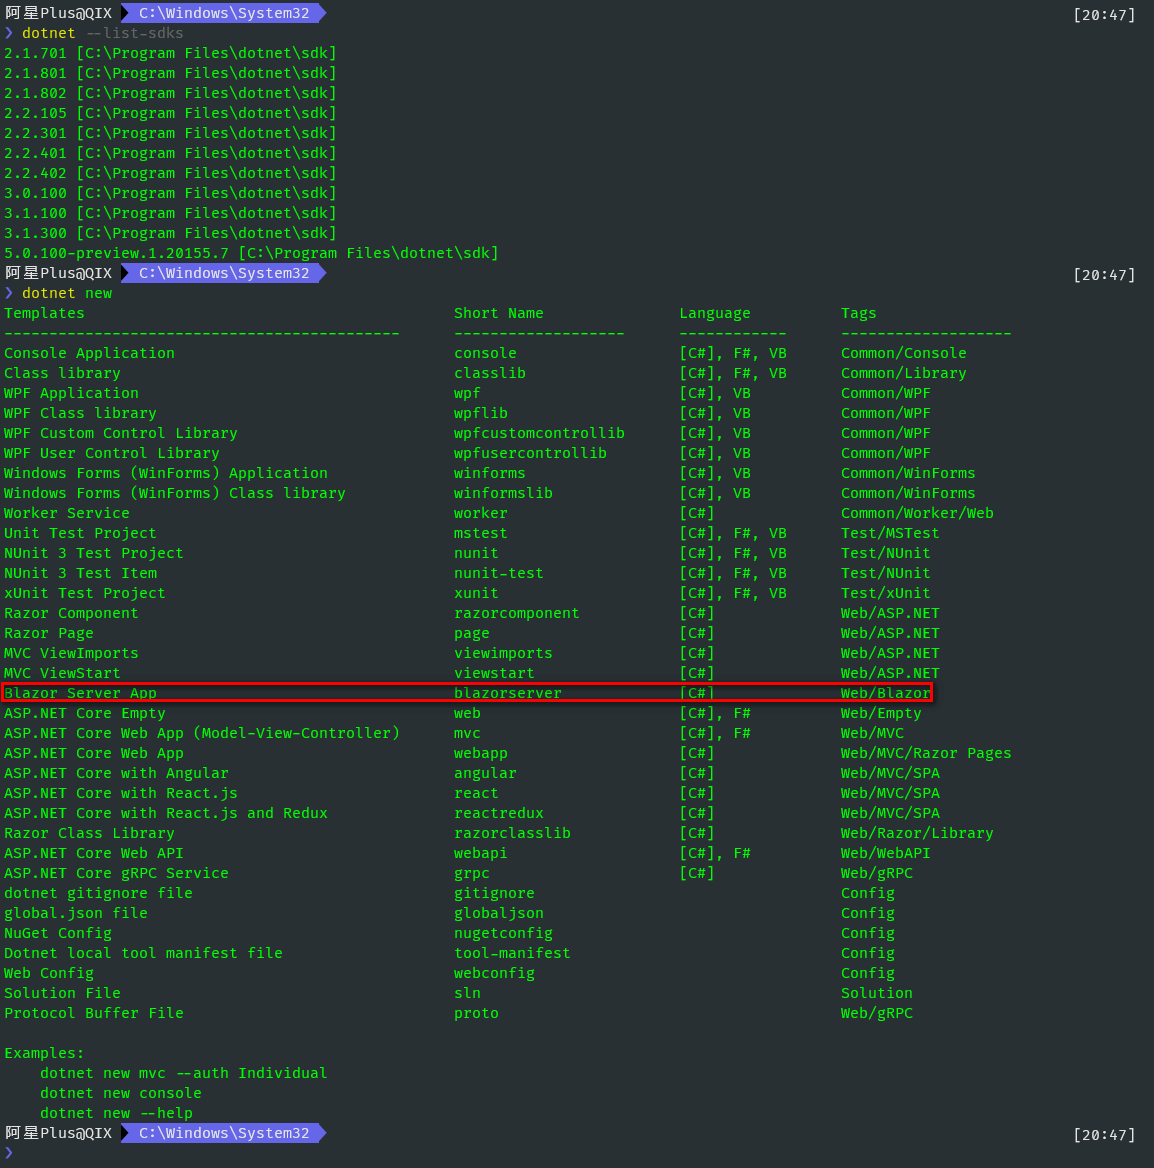 阿星Plus@QIX C:\Windows\System32 [20:47]
❯ dotnet --list-sdks
2.1.701 [C:\Program Files\dotnet\sdk]
2.1.801 [C:\Program Files\dotnet\sdk]
2.1.802 [C:\Program Files\dotnet\sdk]
2.2.105 [C:\Program Files\dotnet\sdk]
2.2.301 [C:\Program Files\dotnet\sdk]
2.2.401 [C:\Program Files\dotnet\sdk]
2.2.402 [C:\Program Files\dotnet\sdk]
3.0.100 [C:\Program Files\dotnet\sdk]
3.1.100 [C:\Program Files\dotnet\sdk]
3.1.300 [C:\Program Files\dotnet\sdk]
5.0.100-preview.1.20155.7 [C:\Program Files\dotnet\sdk]
阿星Plus@QIX C:\Windows\System32 [20:47]
❯ dotnet new
Templates Short Name Language Tags
-------------------------------------------- ------------------- ------------ -------------------
Console Application console [C#], F#, VB Common/Console
Class library classlib [C#], F#, VB Common/Library
WPF Application wpf [C#], VB Common/WPF
WPF Class library wpflib [C#], VB Common/WPF
WPF Custom Control Library wpfcustomcontrollib [C#], VB Common/WPF
WPF User Control Library wpfusercontrollib [C#], VB Common/WPF
Windows Forms (WinForms) Application winforms [C#], VB Common/WinForms
Windows Forms (WinForms) Class library winformslib [C#], VB Common/WinForms
Worker Service worker [C#] Common/Worker/Web
Unit Test Project mstest [C#], F#, VB Test/MSTest
NUnit 3 Test Project nunit [C#], F#, VB Test/NUnit
NUnit 3 Test Item nunit-test [C#], F#, VB Test/NUnit
xUnit Test Project xunit [C#], F#, VB Test/xUnit
Razor Component razorcomponent [C#] Web/ASP.NET
Razor Page page [C#] Web/ASP.NET
MVC ViewImports viewimports [C#] Web/ASP.NET
MVC ViewStart viewstart [C#] Web/ASP.NET
Blazor Server App blazorserver [C#] Web/Blazor
ASP.NET Core Empty web [C#], F# Web/Empty
ASP.NET Core Web App (Model-View-Controller) mvc [C#], F# Web/MVC
ASP.NET Core Web App webapp [C#] Web/MVC/Razor Pages
ASP.NET Core with Angular angular [C#] Web/MVC/SPA
ASP.NET Core with React.js react [C#] Web/MVC/SPA
ASP.NET Core with React.js and Redux reactredux [C#] Web/MVC/SPA
Razor Class Library razorclasslib [C#] Web/Razor/Library
ASP.NET Core Web API webapi [C#], F# Web/WebAPI
ASP.NET Core gRPC Service grpc [C#] Web/gRPC
dotnet gitignore file gitignore Config
global.json file globaljson Config
NuGet Config nugetconfig Config
Dotnet local tool manifest file tool-manifest Config
Web Config webconfig Config
Solution File sln Solution
Protocol Buffer File proto Web/gRPC
Examples:
dotnet new mvc --auth Individual
dotnet new console
dotnet new --help
阿星Plus@QIX C:\Windows\System32 [20:47]
❯